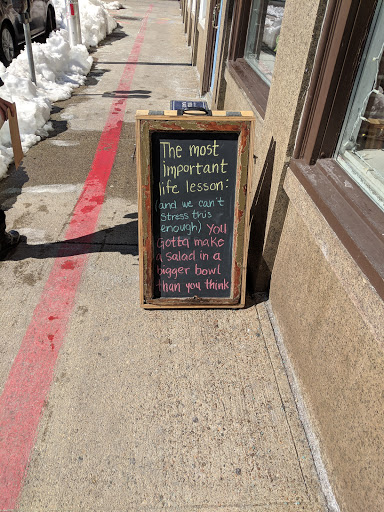 The most
Important
life lesson:
(and we can't
stress this
enough) You
Gotta make
a salad in a
bigger bowl
than you think